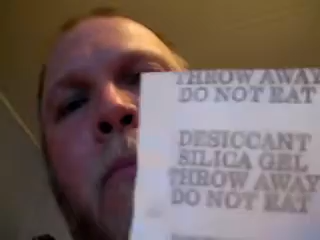 THROW AWAY
DO NOT EAT
DESICCANT
SILICA GEL
THROW AWAY
DO NOT EAT